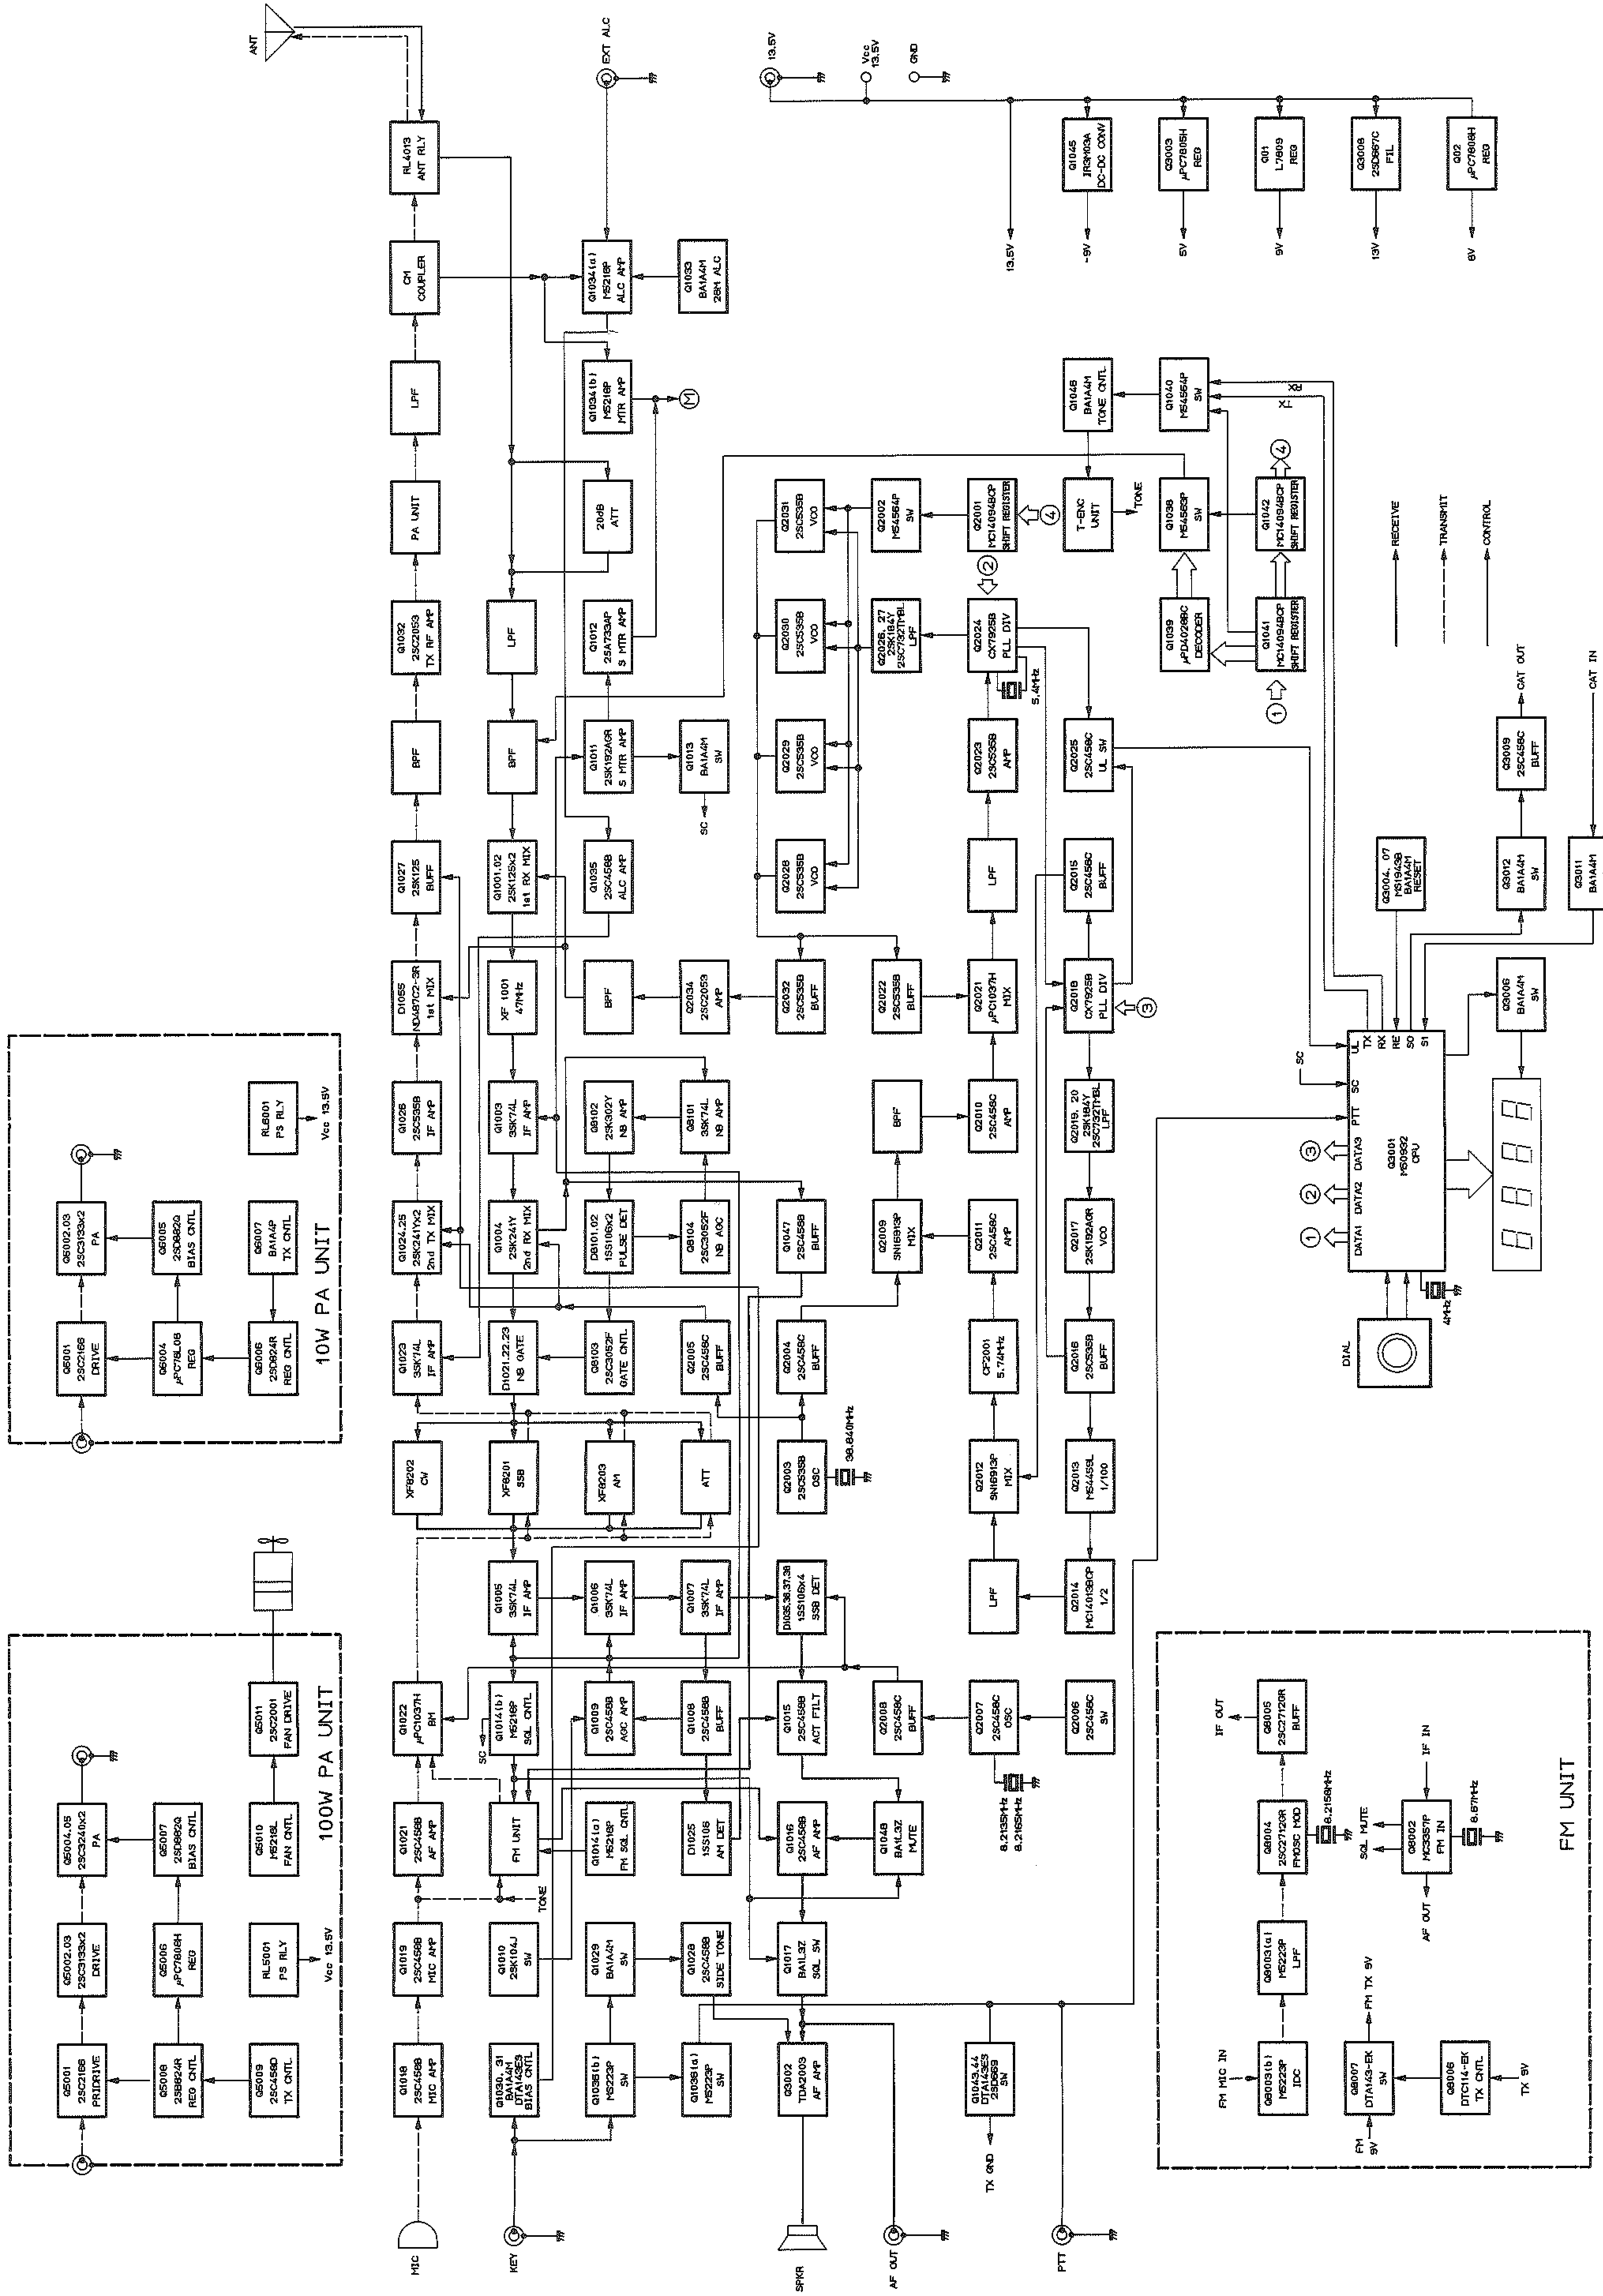 100W PA UNIT
Q5001
2SC2166
PRIDRIVE
Q5002.03
2SC3133x2
DRIVE
Q5004.05
2SC3240x2
PA
Q5008
2SB624R
REG CNTL
Q5006
µPC7808H
REG
Q5007
2SD882Q
BIAS CNTL
Q5009
2SC458D
TX CNTL
RL5001
PS RLY
Vcc 13.5V
Q5010
M5218L
FAN CNTL
Q5011
2SC2001
FAN DRIVE
10W PA UNIT
Q6001
2SC2166
DRIVE
Q6002.03
2SC3133x2
PA
Q6004
µPC78L08
REG
Q6005
2SD882Q
BIAS CNTL
Q6006
2SB624R
REG CNTL
Q6007
BA1A4P
TX CNTL
RL6001
PS RLY
Vcc 13.5V
ANT
MIC
Q1018
2SC458B
MIC AMP
Q1019
2SC458B
MIC AMP
Q1021
2SC458B
AF AMP
Q1022
µPC1037H
BM
XF8202
CW
Q1023
3SK74L
IF AMP
Q1024.25
2SK241Yx2
2nd TX MIX
Q1026
2SC535B
IF AMP
D1055
ND487C2-3R
1st MIX
Q1027
2SK125
BUFF
BPF
Q1032
2SC2053
TX RF AMP
PA UNIT
LPF
CM
COUPLER
RL4013
ANT RLY
KEY
Q1030.31
BA1A4M
DTA143ES
BIAS CNTL
Q1010
2SK104J
SW
TONE
FM UNIT
Q1014(b)
M5218P
SQL CNTL
SC
Q1005
3SK74L
IF AMP
XF8201
SSB
D1021.22.23
NB GATE
Q1004
2SK241Y
2nd RX MIX
Q1003
3SK74L
IF AMP
XF 1001
47MHz
Q1001.02
2SK125x2
1st RX MIX
BPF
LPF
Q1036(b)
M5223P
SW
Q1029
BA1A4M
SW
Q1014(a)
M5218P
FM SQL CNTL
Q1009
2SC458B
AGC AMP
Q1006
3SK74L
IF AMP
XF8203
AM
Q8103
2SC3052F
GATE CNTL
D8101.02
1SS106x2
PULSE DET
Q8102
2SK302Y
NB AMP
Q1035
2SC458B
ALC AMP
Q1011
2SK192AGR
S MTR AMP
Q1012
2SA733AP
S MTR AMP
20dB
ATT
Q1034(b)
M5218P
MTR AMP
M
Q1034(a)
M5218P
ALC AMP
EXT ALC
Q1036(a)
M5223P
SW
Q1028
2SC458B
SIDE TONE
D1025
1SS106
AM DET
Q1008
2SC458B
BUFF
Q1007
3SK74L
IF AMP
ATT
Q2005
2SC458C
BUFF
Q8104
2SC3052F
NB AGC
Q8101
3SK74L
NB AMP
BPF
Q2034
2SC2053
AMP
Q1013
BA1A4M
SW
SC
Q1033
BA1A4M
28M ALC
SPKR
Q3002
TDA2003
AF AMP
Q1017
BA1L3Z
SQL SW
Q1016
2SC458B
AF AMP
Q1015
2SC458B
ACT FILT
D1035.36.37.38
1SS106x4
SSB DET
Q2003
2SC535B
OSC
38.840MHz
Q2004
2SC458C
BUFF
Q1047
2SC458B
BUFF
Q2032
2SC535B
BUFF
Q2028
2SC535B
VCO
Q2029
2SC535B
VCO
Q2030
2SC535B
VCO
Q2031
2SC535B
VCO
13.5V
Vcc
13.5V
GND
AF OUT
Q1048
BA1L3Z
MUTE
Q2008
2SC458C
BUFF
Q2009
SN16913P
MIX
BPF
Q2022
2SC535B
BUFF
Q2026.27
2SK184Y
2SC732TMBL
LPF
Q2002
M54564P
SW
Q1043.44
DTA143ES
2SD669
SW
TX GND
Q2007
2SC458C
OSC
8.2135MHz
8.2165MHz
LPF
Q2012
SN16913P
MIX
CF2001
5.74MHz
Q2011
2SC458C
AMP
Q2010
2SC458C
AMP
Q2021
µPC1037H
MIX
LPF
Q2023
2SC535B
AMP
Q2024
CX7925B
PLL DIV
5.4MHz
2
Q2001
MC14094BCP
SHIFT REGISTER
4
PTT
Q2006
2SC458C
SW
Q2014
MC14013BCP
1/2
Q2013
M54459L
1/100
Q2016
2SC535B
BUFF
Q2017
2SK192AGR
VCO
Q2019.20
2SK184Y
2SC732TMBL
LPF
Q2018
CX7925B
PLL DIV
3
Q2015
2SC458C
BUFF
Q2025
2SC458C
UL SW
T-ENC
UNIT
TONE
Q1046
BA1A4M
TONE CNTL
13.5V
-9V
Q1045
IR3M03A
DC-DC CONV
5V
Q3003
µPC7805H
REG
9V
Q01
L7809
REG
13V
Q3008
2SD667C
FIL
8V
Q02
µPC7808H
REG
Q1039
µPD4028BC
DECODER
Q1038
M54563P
SW
Q1040
M54564P
SW
TX
RX
1
Q1041
MC14094BCP
SHIFT REGISTER
Q1042
MC14094BCP
SHIFT REGISTER
4
DIAL
4MHz
1
2
3
DATA1
DATA2
DATA3
PTT
SC
SC
UL
TX
RX
RE
SO
SI
Q3001
M50932
CPU
Q3006
BA1A4M
SW
Q3004. 07
M51943B
BA1A4M
RESET
Q3012
BA1A4M
SW
Q3009
2SC458C
BUFF
CAT OUT
Q3011
BA1A4M
CAT IN
RECEIVE
TRANSMIT
CONTROL
FM UNIT
FM MIC IN
Q8003(b)
M5223P
IDC
Q8003(a)
M5223P
LPF
Q8004
2SC2712GR
FMOSC MOD
8.2158MHz
Q8005
2SC2712GR
BUFF
IF OUT
FM
9V
Q8007
DTA143-EK
SW
FM TX 9V
Q8006
DTC114-EK
TX CNTL
TX 9V
AF OUT
SQL MUTE
Q8002
MC3357P
FM IN
IF IN
8.67MHz